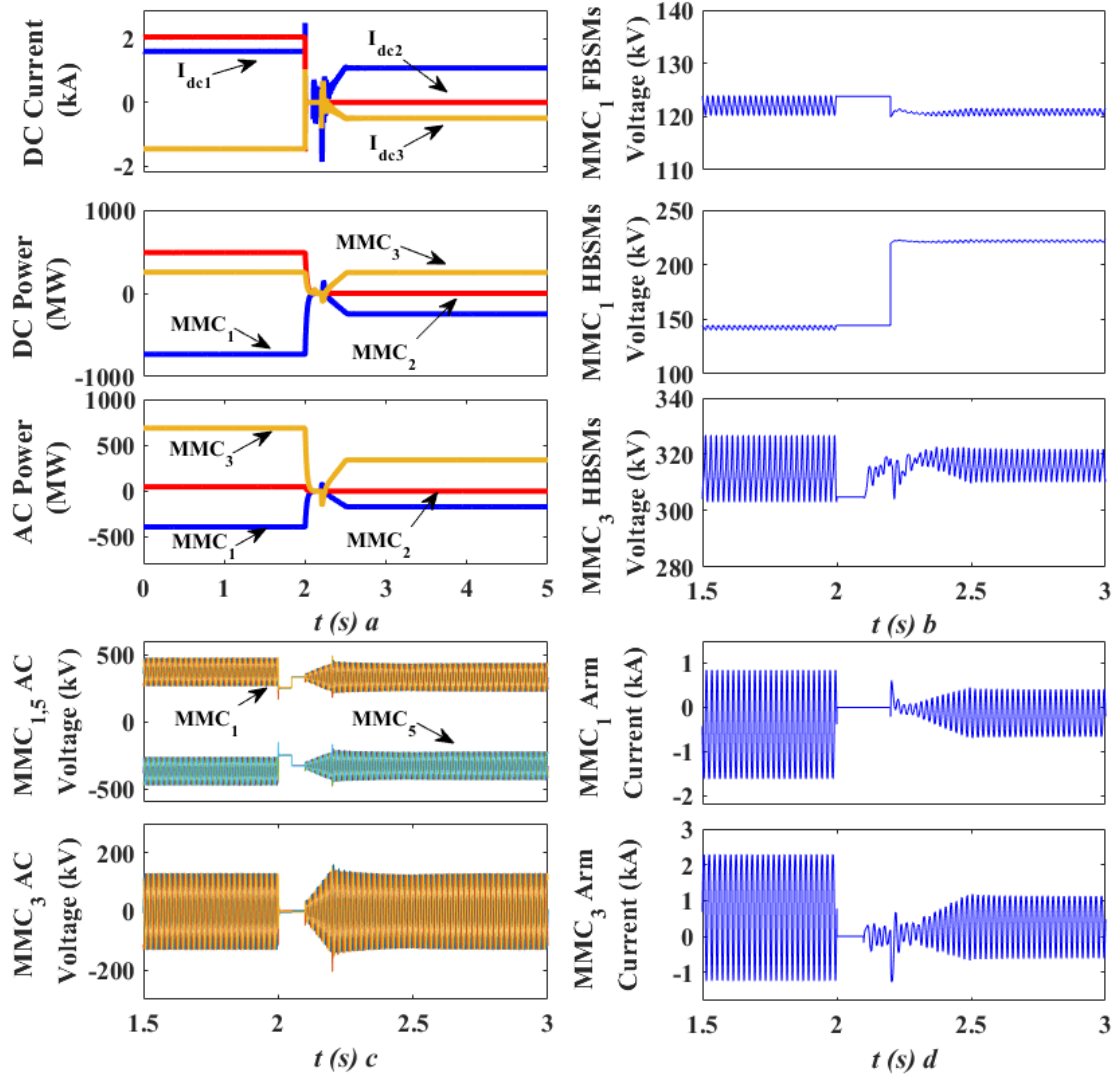 DC Current
(kA)
2
0
-2
I_dc1
I_dc2
I_dc3
DC Power
(MW)
1000
0
-1000
MMC_1
MMC_3
MMC_2
AC Power
(MW)
1000
500
0
-500
MMC_3
MMC_1
MMC_2
0 1 2 3 4 5
t (s) a
MMC_1 FBSMs
Voltage (kV)
140
130
120
110
MMC_1 HBSMs
Voltage (kV)
250
200
150
100
MMC_3 HBSMs
Voltage (kV)
340
320
300
280
1.5 2 2.5 3
t (s) b
MMC_1,5 AC
Voltage (kV)
500
0
-500
MMC_1
MMC_5
MMC_3 AC
Voltage (kV)
200
0
-200
1.5 2 2.5 3
t (s) c
MMC_1 Arm
Current (kA)
1
0
-1
-2
MMC_3 Arm
Current (kA)
3
2
1
0
-1
1.5 2 2.5 3
t (s) d